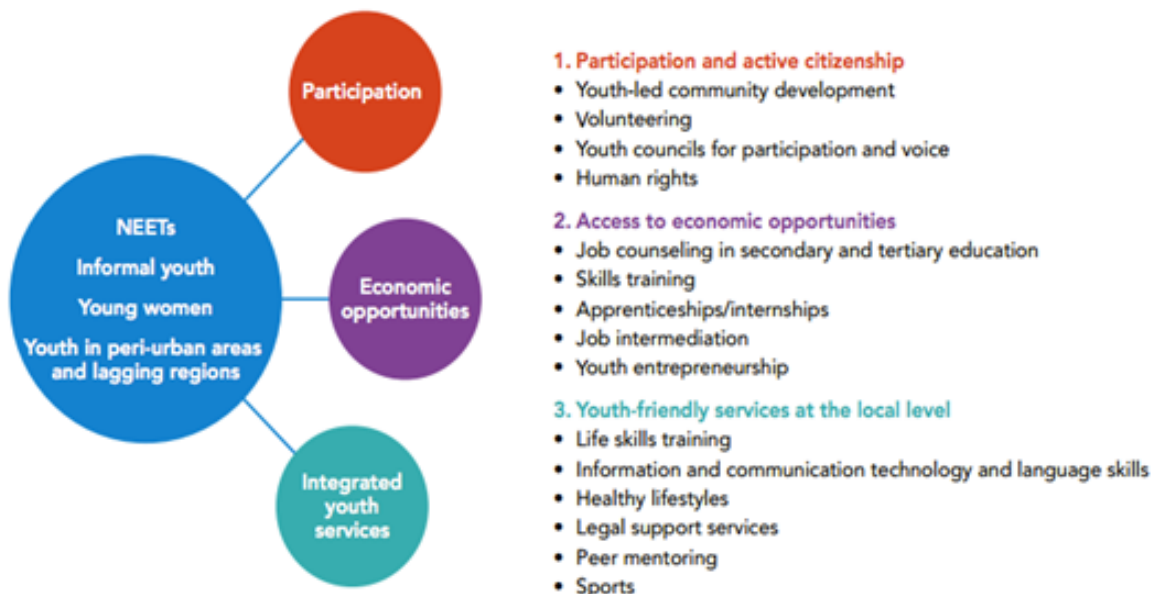 Participation
NEETs
Informal youth
Young women
Youth in peri-urban areas
and lagging regions
Economic
opportunities
Integrated
youth
services
1. Participation and active citizenship
• Youth-led community development
• Volunteering
• Youth councils for participation and voice
• Human rights
2. Access to economic opportunities
• Job counseling in secondary and tertiary education
• Skills training
• Apprenticeships/internships
• Job intermediation
• Youth entrepreneurship
3. Youth-friendly services at the local level
• Life skills training
• Information and communication technology and language skills
• Healthy lifestyles
• Legal support services
• Peer mentoring
• Sports